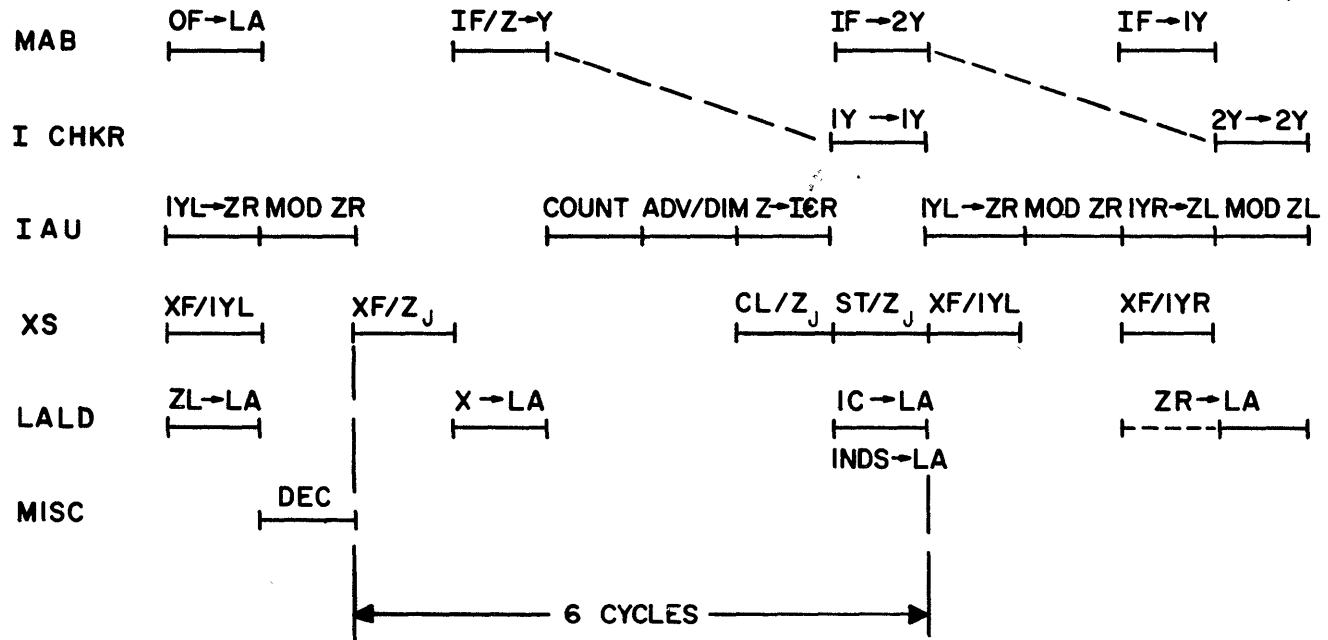 OF→LA IF/Z→Y IF→2Y IF→1Y
MAB
1Y→1Y 2Y→2Y
I CHKR
1YL→ZR MOD ZR COUNT ADV/DIM Z→ICR 1YL→ZR MOD ZR 1YR→ZL MOD ZL
IAU
XF/1YL XF/ZJ CL/ZJ ST/ZJ XF/1YL XF/1YR
XS
ZL→LA X→LA IC→LA ZR→LA
LALD
INDS→LA
DEC
MISC
6 CYCLES